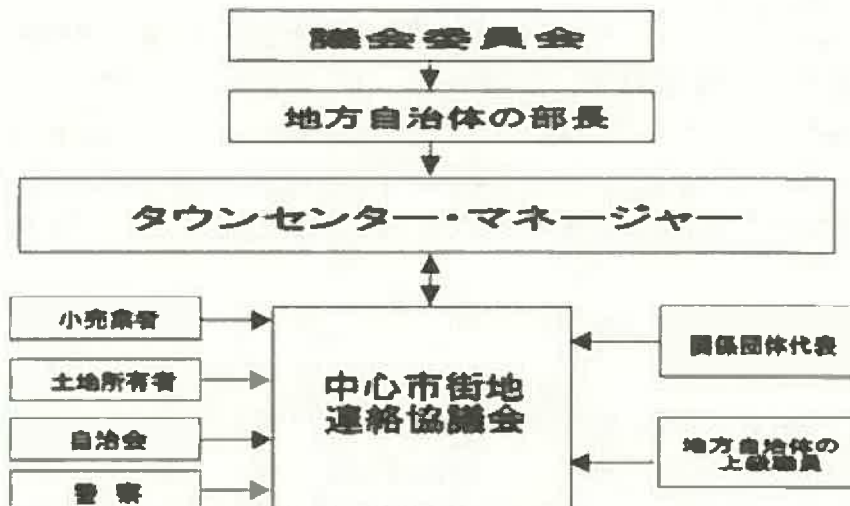 議会委員会
地方自治体の部長
タウンセンター・マネージャー
小売業者
土地所有者
自治会
警察
中心市街地
連絡協議会
関係団体代表
地方自治体の
上級職員